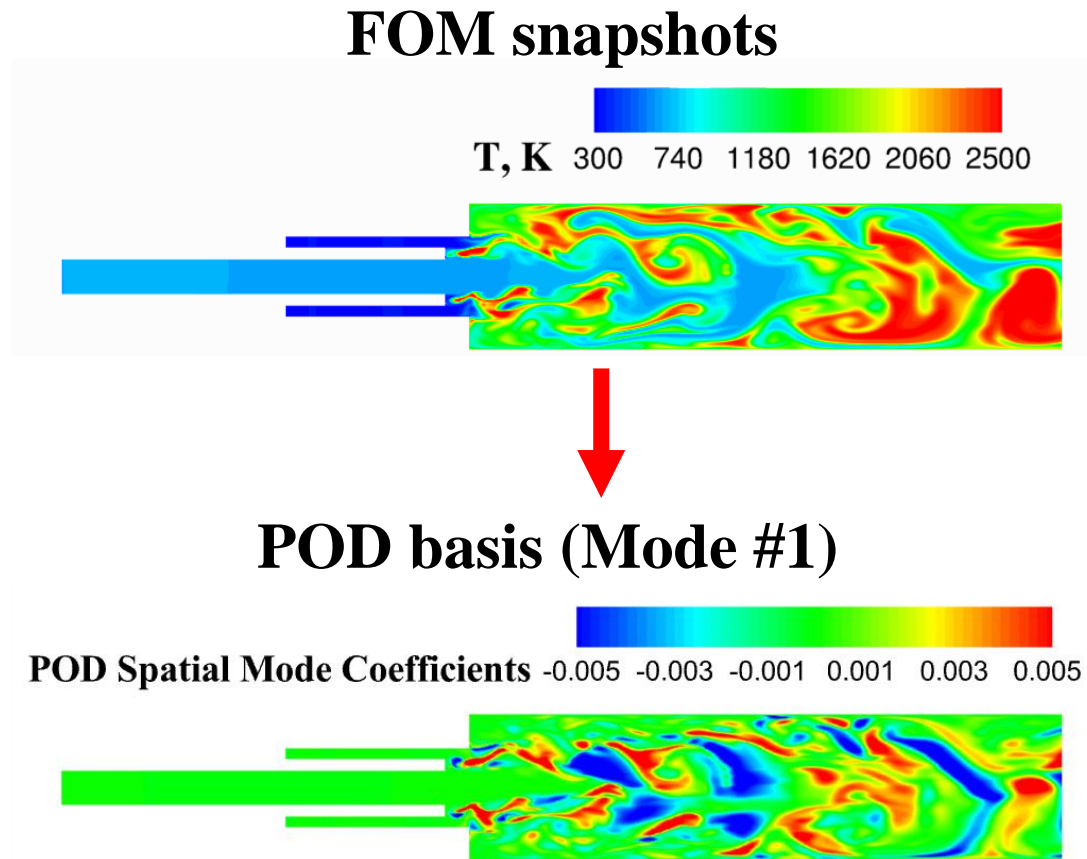 FOM snapshots
T, K 300 740 1180 1620 2060 2500
POD basis (Mode #1)
POD Spatial Mode Coefficients -0.005 -0.003 -0.001 0.001 0.003 0.005